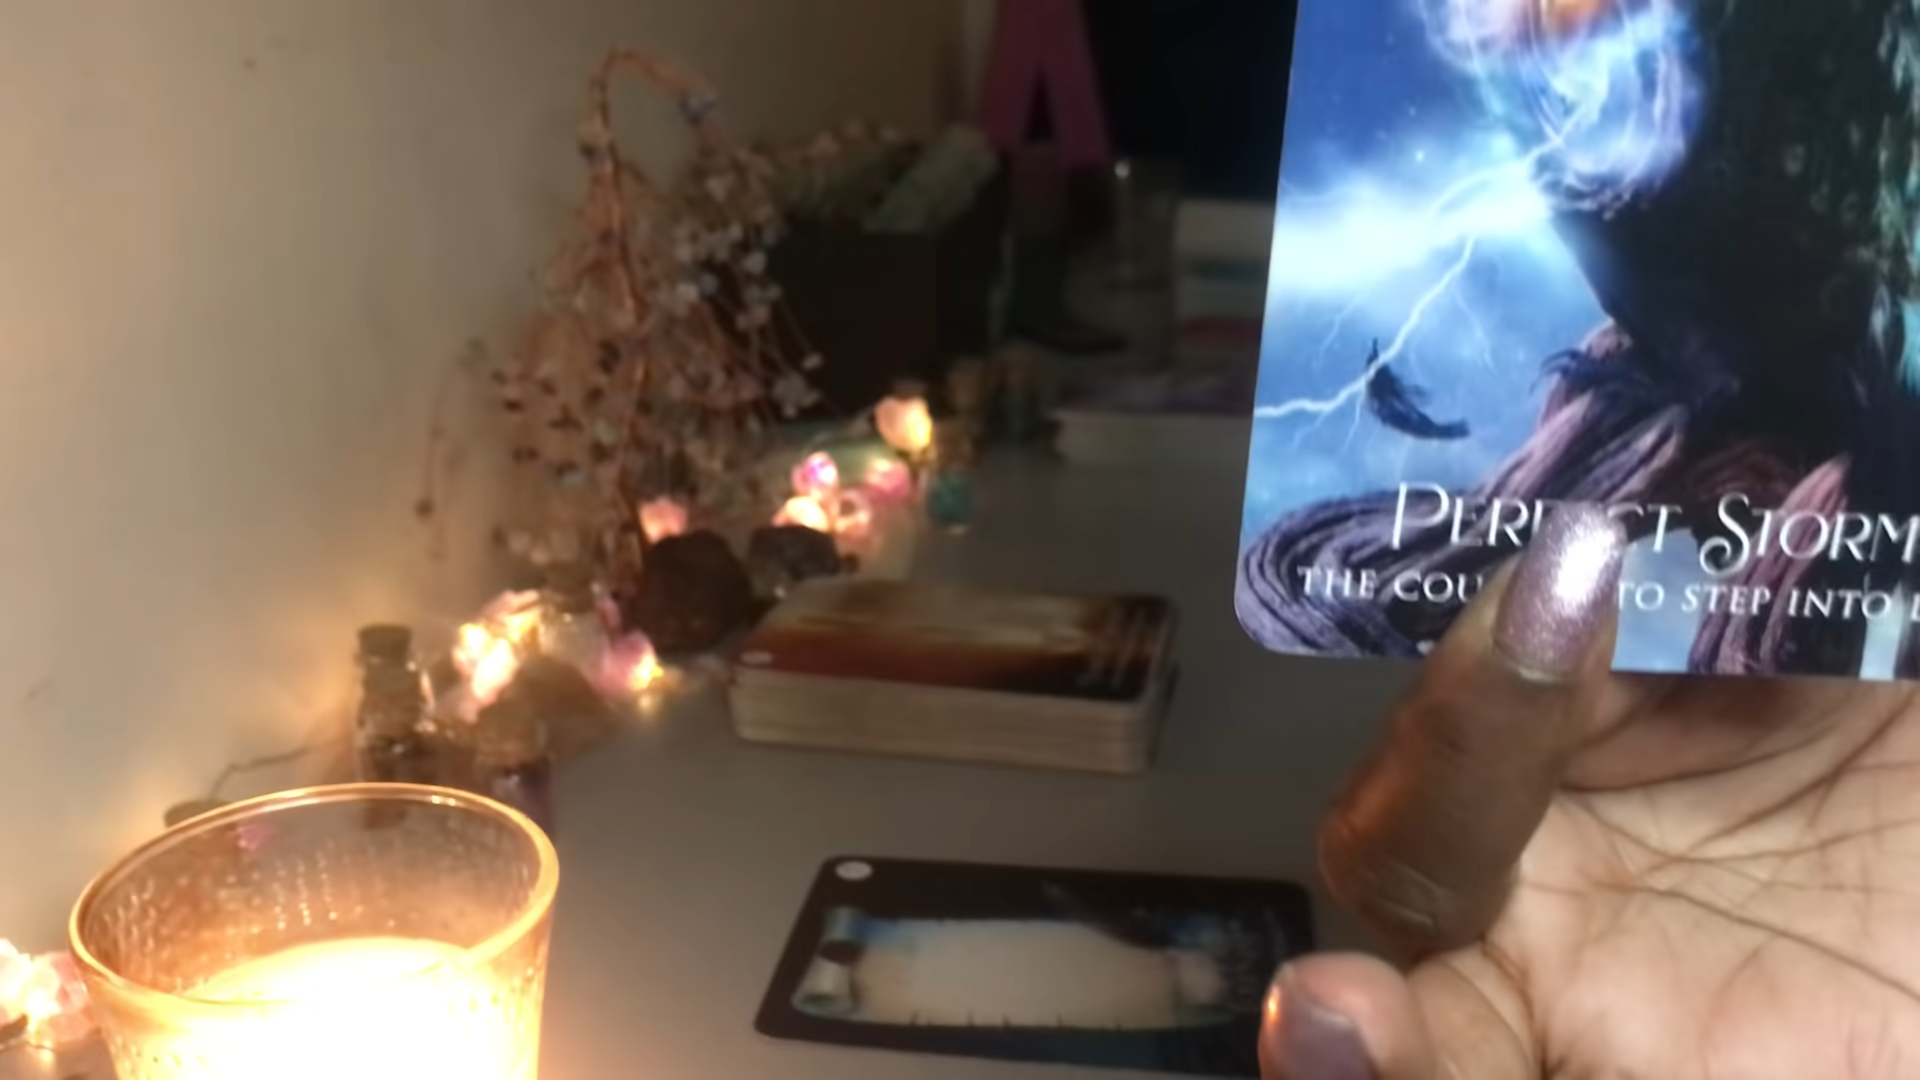 A
PERFECT STORM
THE COU TO STEP INTO